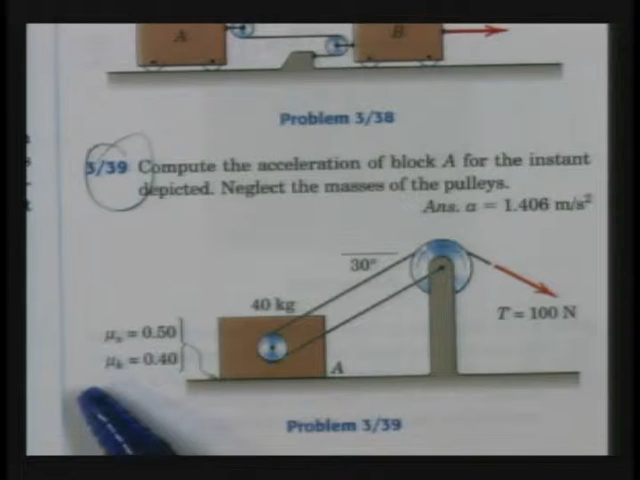 A
B
Problem 3/38
3/39 Compute the acceleration of block A for the instant
depicted. Neglect the masses of the pulleys.
Ans. a = 1.406 m/s²
30°
40 kg
T = 100 N
μs = 0.50
μk = 0.40
A
Problem 3/39